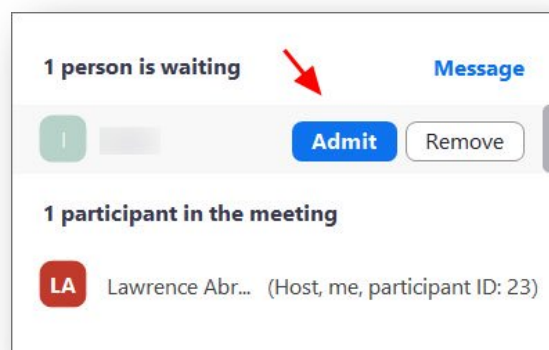 1 person is waiting Message
I Admit Remove
1 participant in the meeting
LA Lawrence Abr... (Host, me, participant ID: 23)